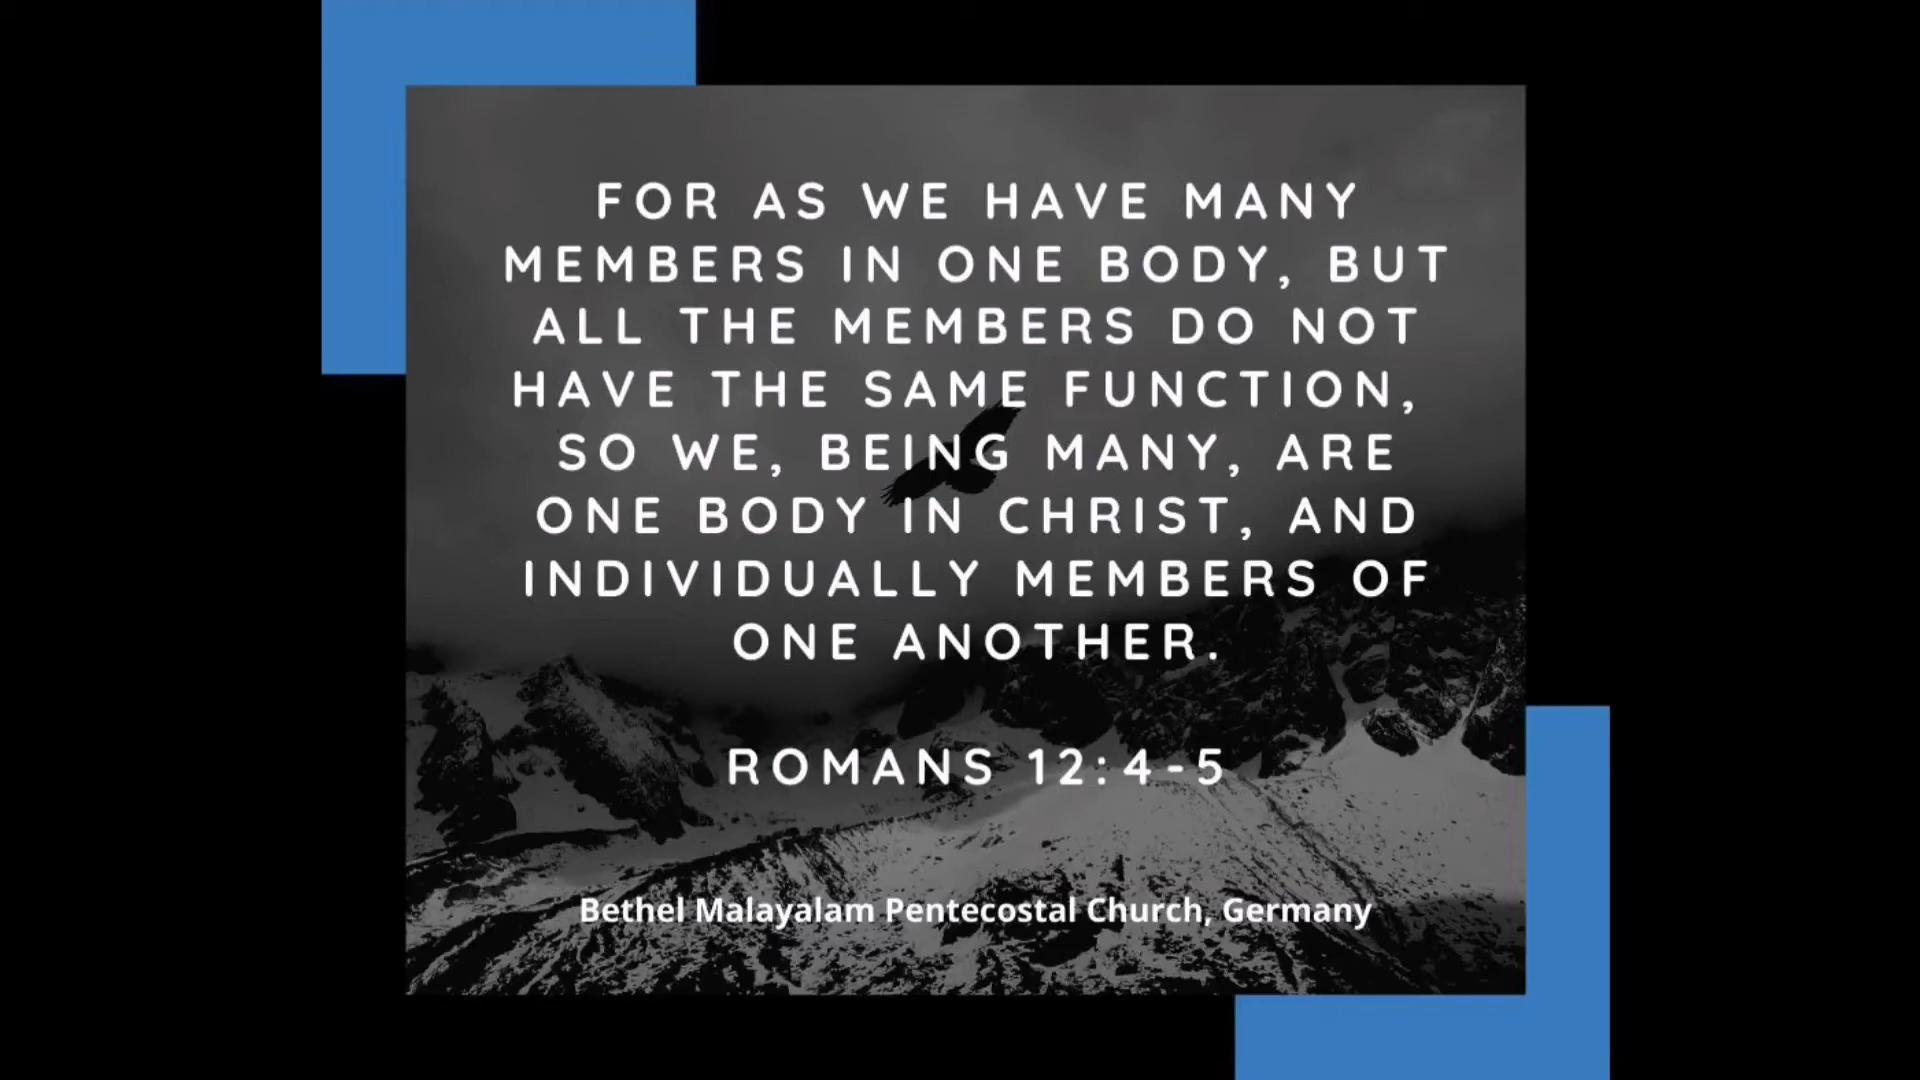 FOR AS WE HAVE MANY
MEMBERS IN ONE BODY, BUT
ALL THE MEMBERS DO NOT
HAVE THE SAME FUNCTION,
SO WE, BEING MANY, ARE
ONE BODY IN CHRIST, AND
INDIVIDUALLY MEMBERS OF
ONE ANOTHER.
ROMANS 12:4-5
Bethel Malayalam Pentecostal Church, Germany